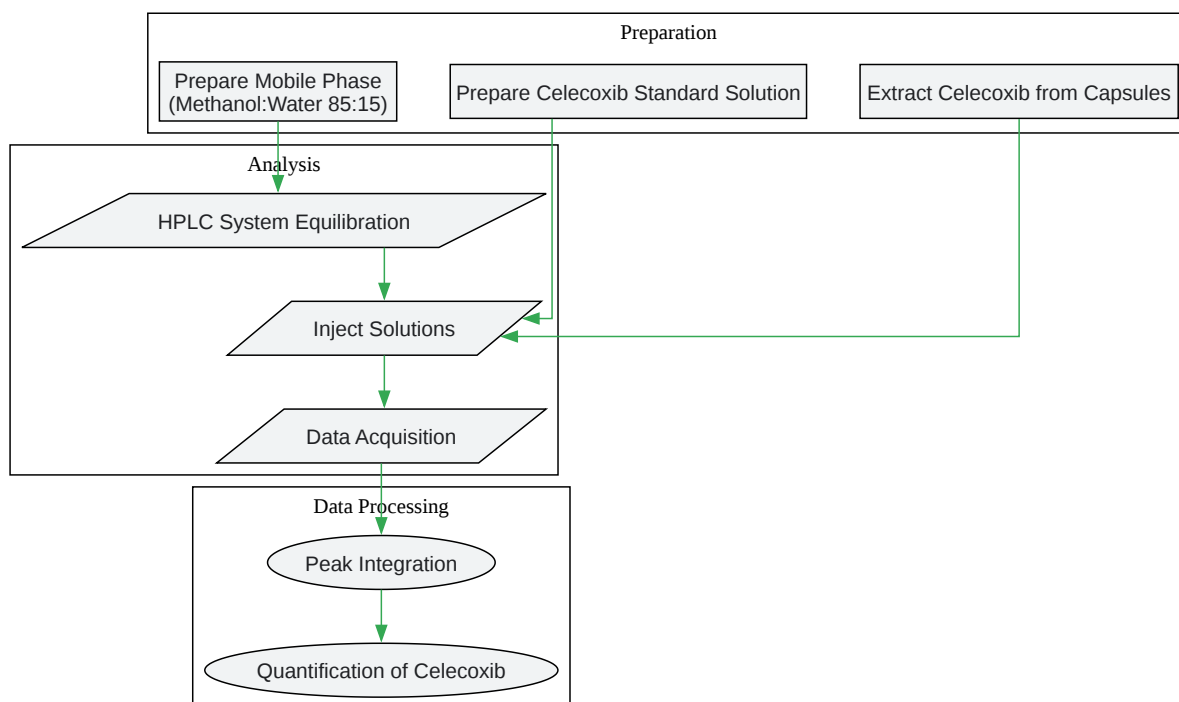 Preparation
Prepare Mobile Phase
(Methanol:Water 85:15)
Prepare Celecoxib Standard Solution
Extract Celecoxib from Capsules
Analysis
HPLC System Equilibration
Inject Solutions
Data Acquisition
Data Processing
Peak Integration
Quantification of Celecoxib